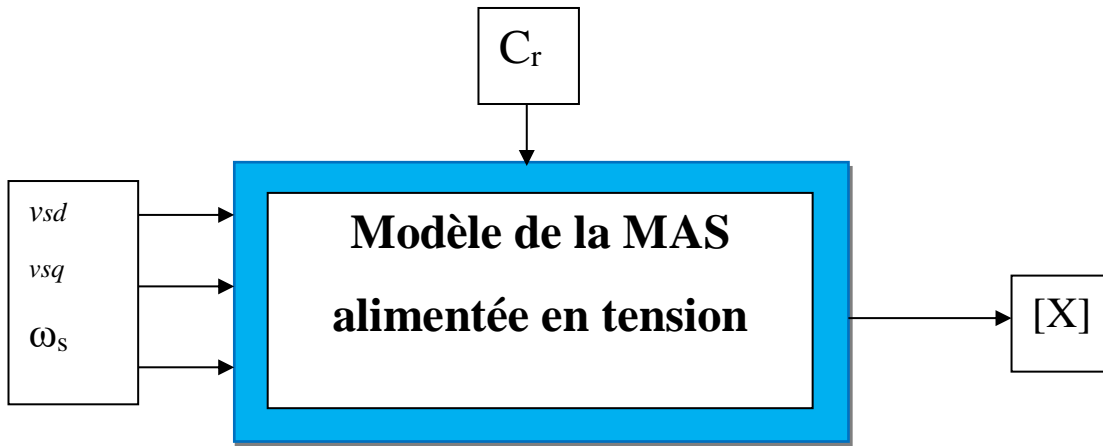 Cr
vsd
vsq
ωs
Modèle de la MAS
alimentée en tension
[X]